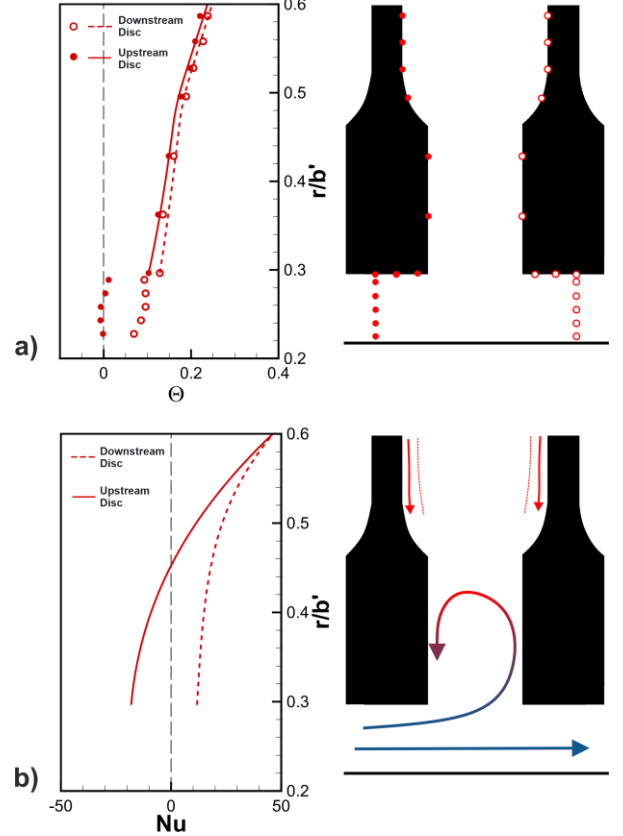 0.6
Downstream
Disc
Upstream
Disc
0.5
r/b'
0.4
0.3
a)
0.2
0
0.2
0.4
Θ
0.6
Downstream
Disc
Upstream
Disc
0.5
r/b'
0.4
0.3
b)
0.2
-50
0
50
Nu